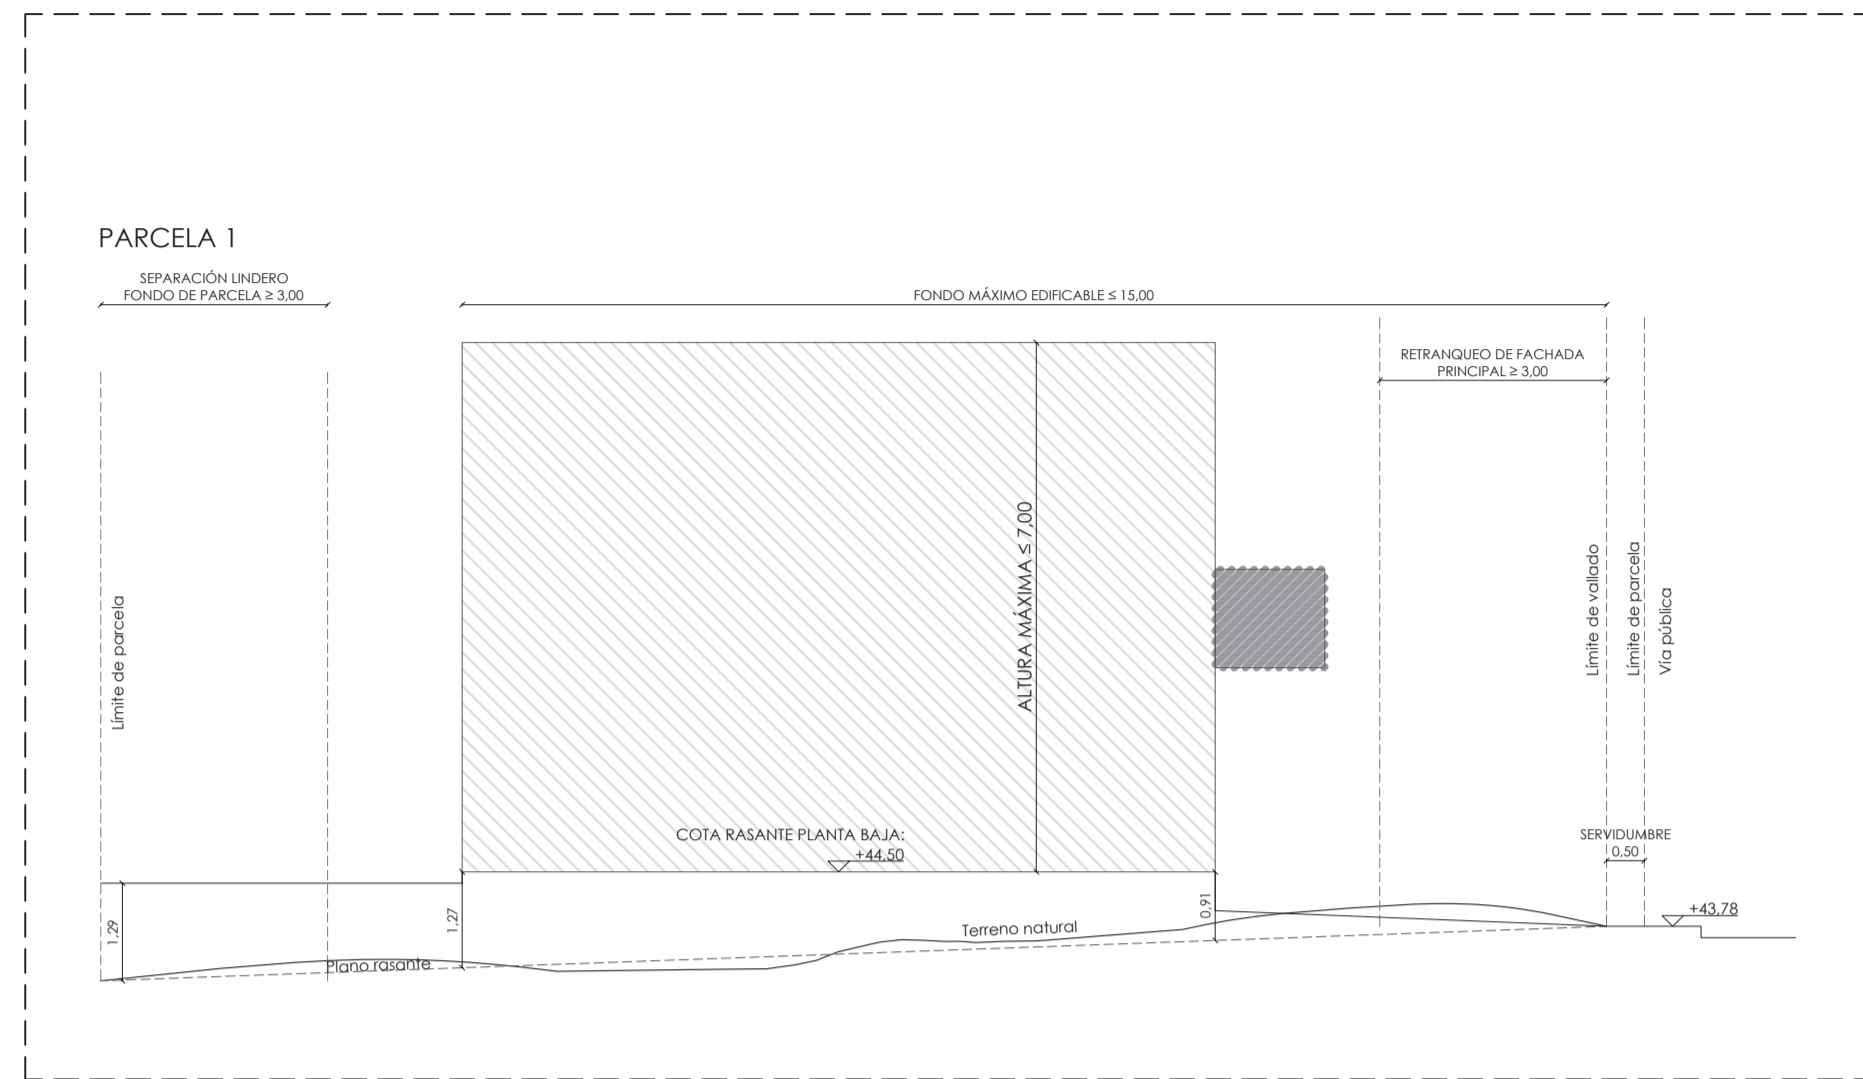 PARCELA 1
SEPARACIÓN LINDERO
FONDO DE PARCELA ≥ 3,00
FONDO MÁXIMO EDIFICABLE ≤ 15,00
RETRANQUEO DE FACHADA
PRINCIPAL ≥ 3,00
Límite de parcela
ALTURA MÁXIMA ≤ 7,00
Límite de vallado
Límite de parcela
Vía pública
COTA RASANTE PLANTA BAJA:
+44,50
SERVIDUMBRE
0,50
1,29
1,27
0,91
+43,78
Terreno natural
Plano rasante